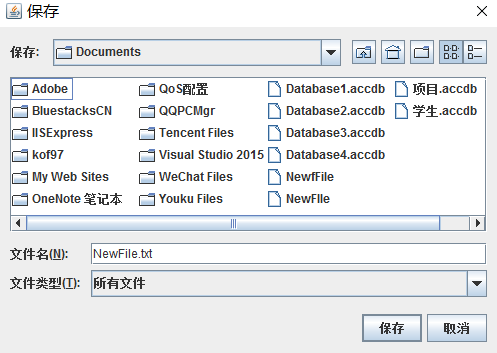 保存
保存: Documents
Adobe QoS配置 Database1.accdb 项目.accdb
BluestacksCN QQPCMgr Database2.accdb 学生.accdb
IISExpress Tencent Files Database3.accdb
kof97 Visual Studio 2015 Database4.accdb
My Web Sites WeChat Files NewfFile
OneNote 笔记本 Youku Files NewFIle
文件名(N): NewFile.txt
文件类型(T): 所有文件
保存 取消